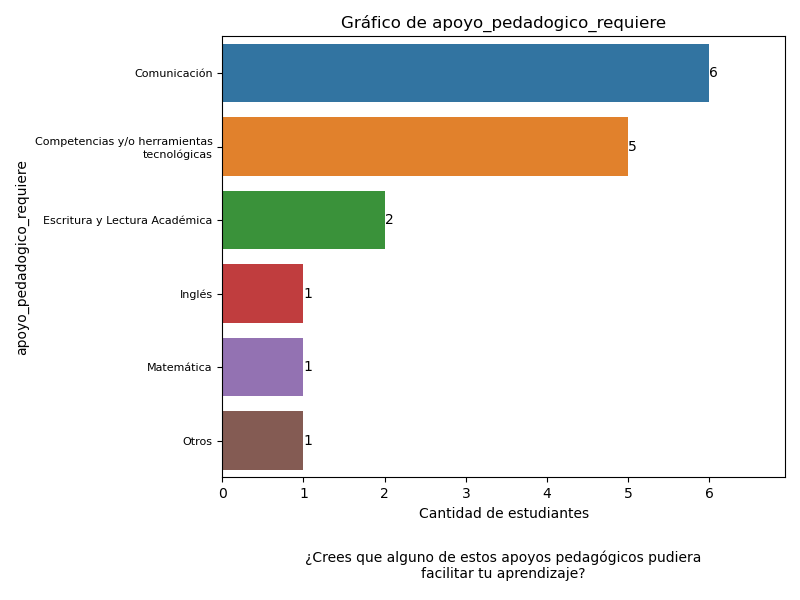 Gráfico de apoyo_pedadogico_requiere
apoyo_pedadogico_requiere
Comunicación
6
Competencias y/o herramientas
tecnológicas
5
Escritura y Lectura Académica
2
Inglés
1
Matemática
1
Otros
1
0 1 2 3 4 5 6
Cantidad de estudiantes
¿Crees que alguno de estos apoyos pedagógicos pudiera
facilitar tu aprendizaje?